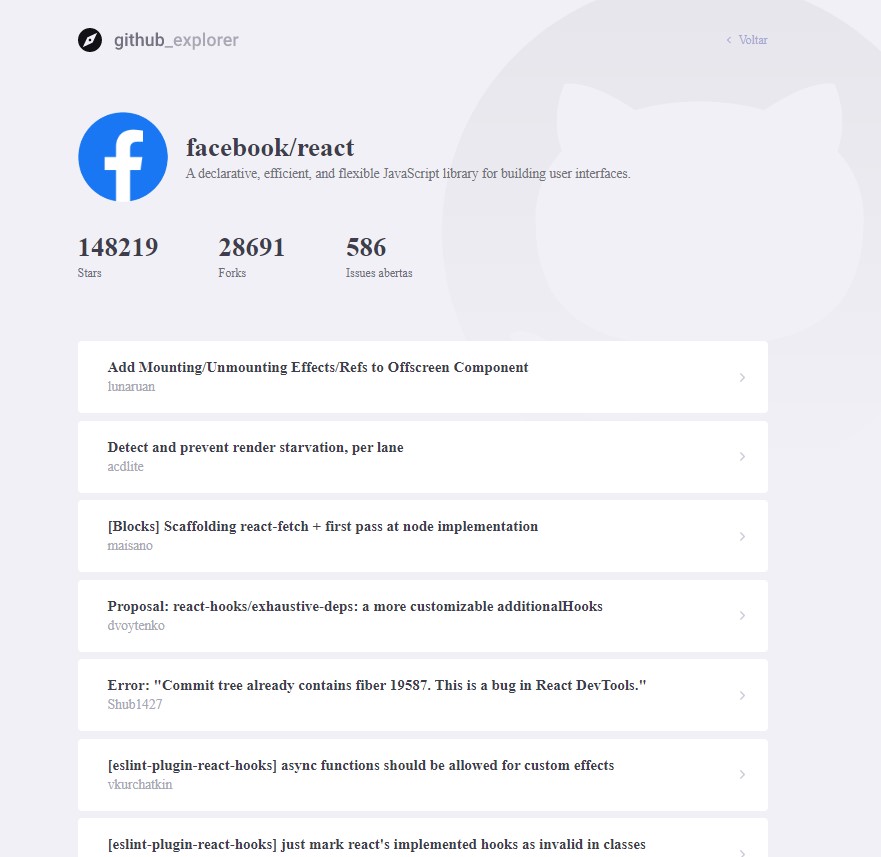 github_explorer
Voltar
facebook/react
A declarative, efficient, and flexible JavaScript library for building user interfaces.
148219 28691 586
Stars Forks Issues abertas
Add Mounting/Unmounting Effects/Refs to Offscreen Component
lunaruan
Detect and prevent render starvation, per lane
acdlite
[Blocks] Scaffolding react-fetch + first pass at node implementation
maisano
Proposal: react-hooks/exhaustive-deps: a more customizable additionalHooks
dvoytenko
Error: "Commit tree already contains fiber 19587. This is a bug in React DevTools."
Shub1427
[eslint-plugin-react-hooks] async functions should be allowed for custom effects
vkurchatkin
[eslint-plugin-react-hooks] just mark react's implemented hooks as invalid in classes